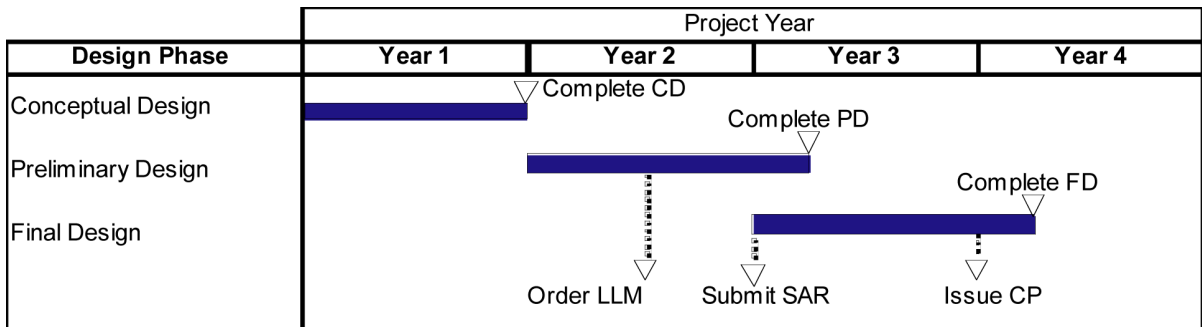 Project Year
Design Phase Year 1 Year 2 Year 3 Year 4
Conceptual Design Complete CD
Complete PD
Preliminary Design
Complete FD
Final Design
Order LLM Submit SAR Issue CP